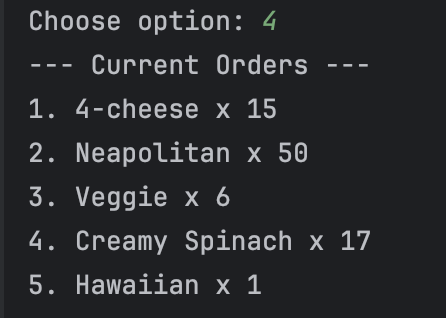 Choose option: 4
--- Current Orders ---
1. 4-cheese x 15
2. Neapolitan x 50
3. Veggie x 6
4. Creamy Spinach x 17
5. Hawaiian x 1